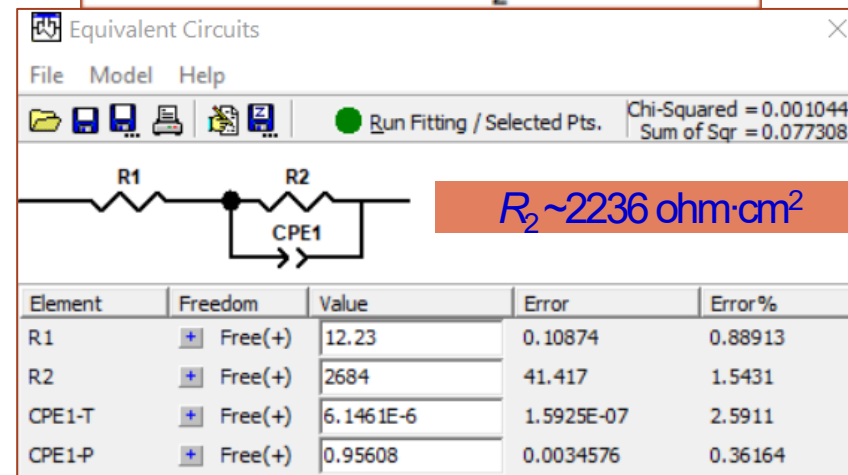 2
Equivalent Circuits
File Model Help
Run Fitting / Selected Pts. Chi-Squared = 0.001044
Sum of Sqr = 0.077308
R1 R2
CPE1
R2 ~2236 ohm·cm2
Element Freedom Value Error Error%
R1 + Free(+) 12.23 0.10874 0.88913
R2 + Free(+) 2684 41.417 1.5431
CPE1-T + Free(+) 6.1461E-6 1.5925E-07 2.5911
CPE1-P + Free(+) 0.95608 0.0034576 0.36164